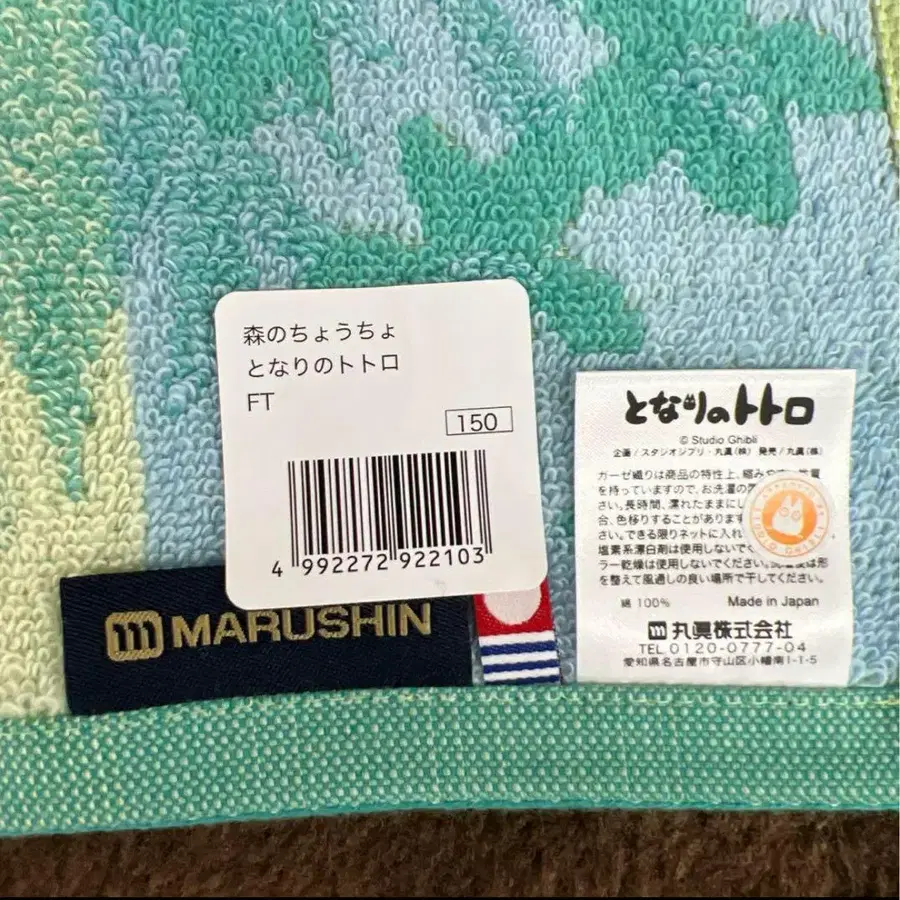 森のちょうちょ
となりのトトロ
FT
150
4 992272 922103
MARUSHIN
となりのトトロ
© Studio Ghibli
企画/スタジオジブリ・丸眞(株) 発売/丸眞(株)
ガーゼ織りは商品の特性上、縮みやすい性質
を持っていますので、お洗濯の
さい。長時間、濡れたままにし
合、色移りすることがあります
さい。できる限りネットに入れ
塩素系漂白剤は使用しないで
ラー乾燥は使用しないでください。
を整えて風通しの良い場所で干してください。
綿 100% Made in Japan
丸眞株式会社
TEL 0120-0777-04
愛知県名古屋市守山区小幡南1-1-5